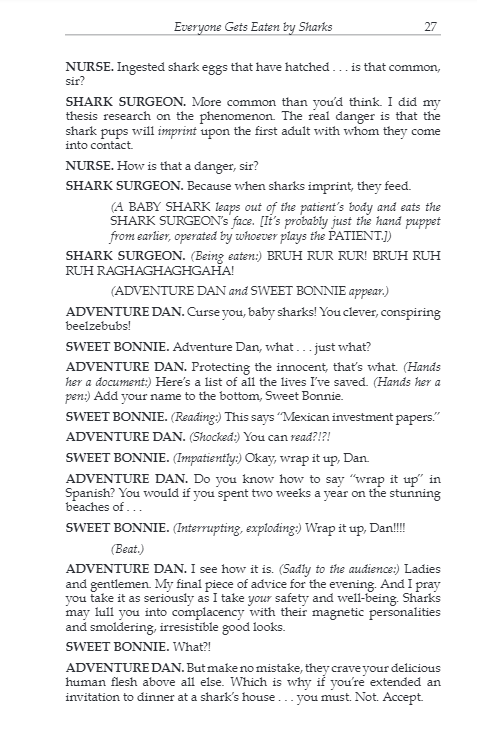 Everyone Gets Eaten by Sharks 27
NURSE. Ingested shark eggs that have hatched . . . is that common,
sir?
SHARK SURGEON. More common than you'd think. I did my
thesis research on the phenomenon. The real danger is that the
shark pups will imprint upon the first adult with whom they come
into contact.
NURSE. How is that a danger, sir?
SHARK SURGEON. Because when sharks imprint, they feed.
(A BABY SHARK leaps out of the patient's body and eats the
SHARK SURGEON's face. [It's probably just the hand puppet
from earlier, operated by whoever plays the PATIENT.])
SHARK SURGEON. (Being eaten:) BRUH RUR RUR! BRUH RUH
RUH RAGHAGHAGHGAHA!
(ADVENTURE DAN and SWEET BONNIE appear.)
ADVENTURE DAN. Curse you, baby sharks! You clever, conspiring
beelzebubs!
SWEET BONNIE. Adventure Dan, what . . . just what?
ADVENTURE DAN. Protecting the innocent, that's what. (Hands
her a document:) Here's a list of all the lives I've saved. (Hands her a
pen:) Add your name to the bottom, Sweet Bonnie.
SWEET BONNIE. (Reading:) This says "Mexican investment papers."
ADVENTURE DAN. (Shocked:) You can read?!?!
SWEET BONNIE. (Impatiently:) Okay, wrap it up, Dan.
ADVENTURE DAN. Do you know how to say "wrap it up" in
Spanish? You would if you spent two weeks a year on the stunning
beaches of . . .
SWEET BONNIE. (Interrupting, exploding:) Wrap it up, Dan!!!!
(Beat.)
ADVENTURE DAN. I see how it is. (Sadly to the audience:) Ladies
and gentlemen. My final piece of advice for the evening. And I pray
you take it as seriously as I take your safety and well-being. Sharks
may lull you into complacency with their magnetic personalities
and smoldering, irresistible good looks.
SWEET BONNIE. What?!
ADVENTURE DAN. But make no mistake, they crave your delicious
human flesh above all else. Which is why if you're extended an
invitation to dinner at a shark's house . . . you must. Not. Accept.